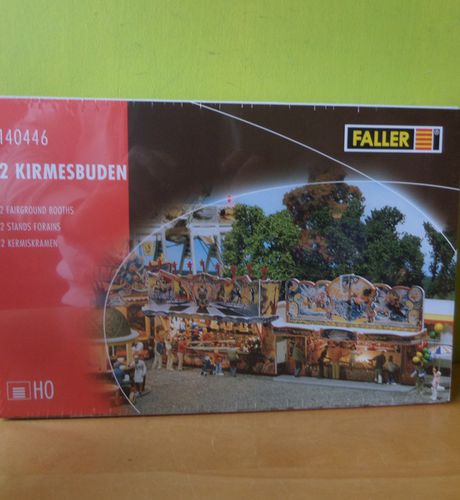 140446
2 KIRMESBUDEN
2 FAIRGROUND BOOTHS
2 STANDS FORAINS
2 KERMISKRAMEN
H0
FALLER